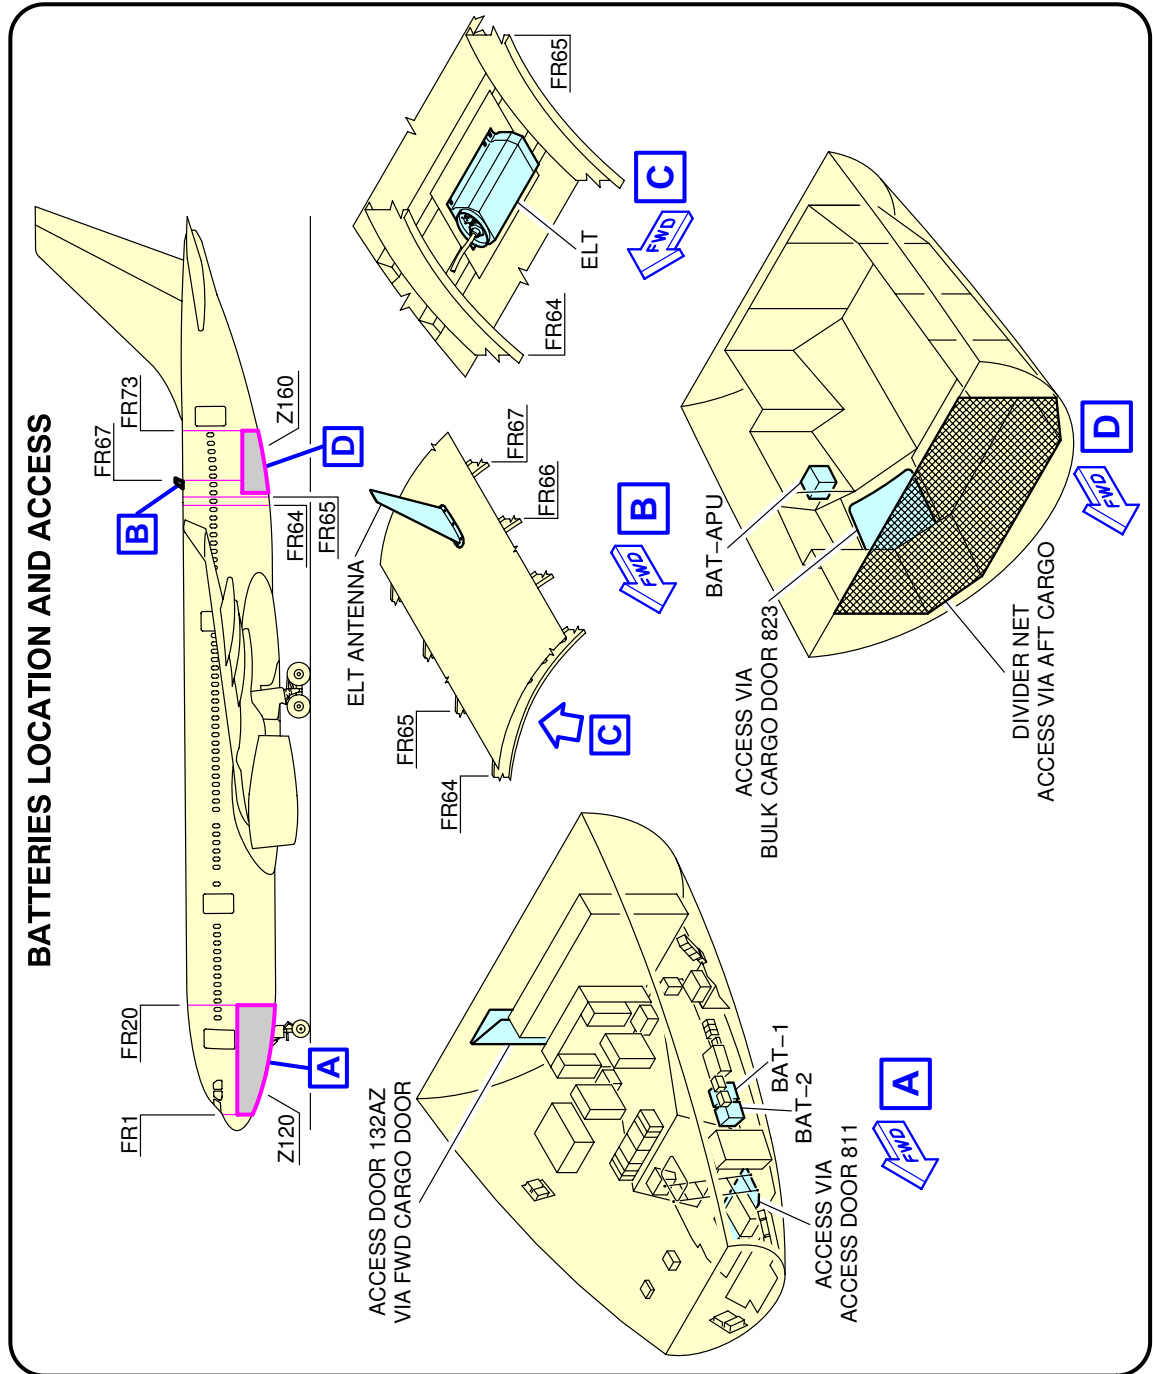 BATTERIES LOCATION AND ACCESS
FR1
FR20
FR67
FR73
B
A
Z120
FR64
FR65
D
Z160
ELT ANTENNA
FR65
FR64
FR67
FR66
C
FWD
B
FR65
FR64
ELT
FWD
C
ACCESS DOOR 132AZ
VIA FWD CARGO DOOR
BAT-1
BAT-2
ACCESS VIA
ACCESS DOOR 811
FWD
A
BAT-APU
ACCESS VIA
BULK CARGO DOOR 823
DIVIDER NET
ACCESS VIA AFT CARGO
FWD
D